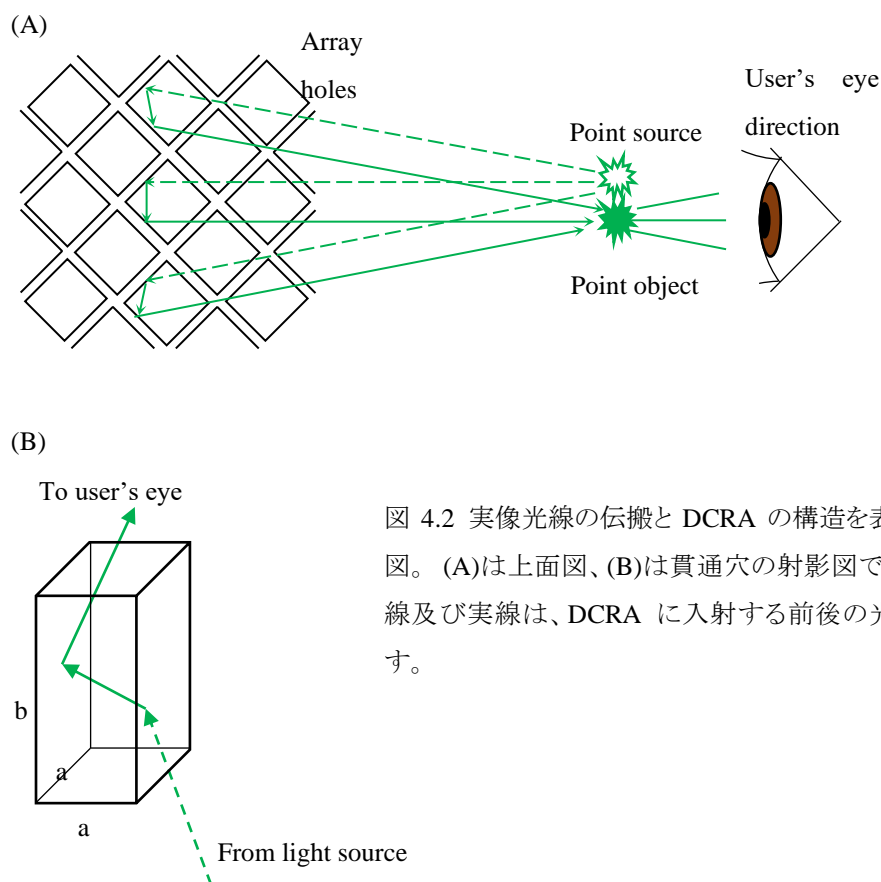 (A)
Array
holes
User's eye
direction
Point source
Point object
(B)
To user's eye
図 4.2 実像光線の伝搬と DCRA の構造を表
図。 (A)は上面図、(B)は貫通穴の射影図で
線及び実線は、DCRA に入射する前後の光
す。
b
a
a
From light source